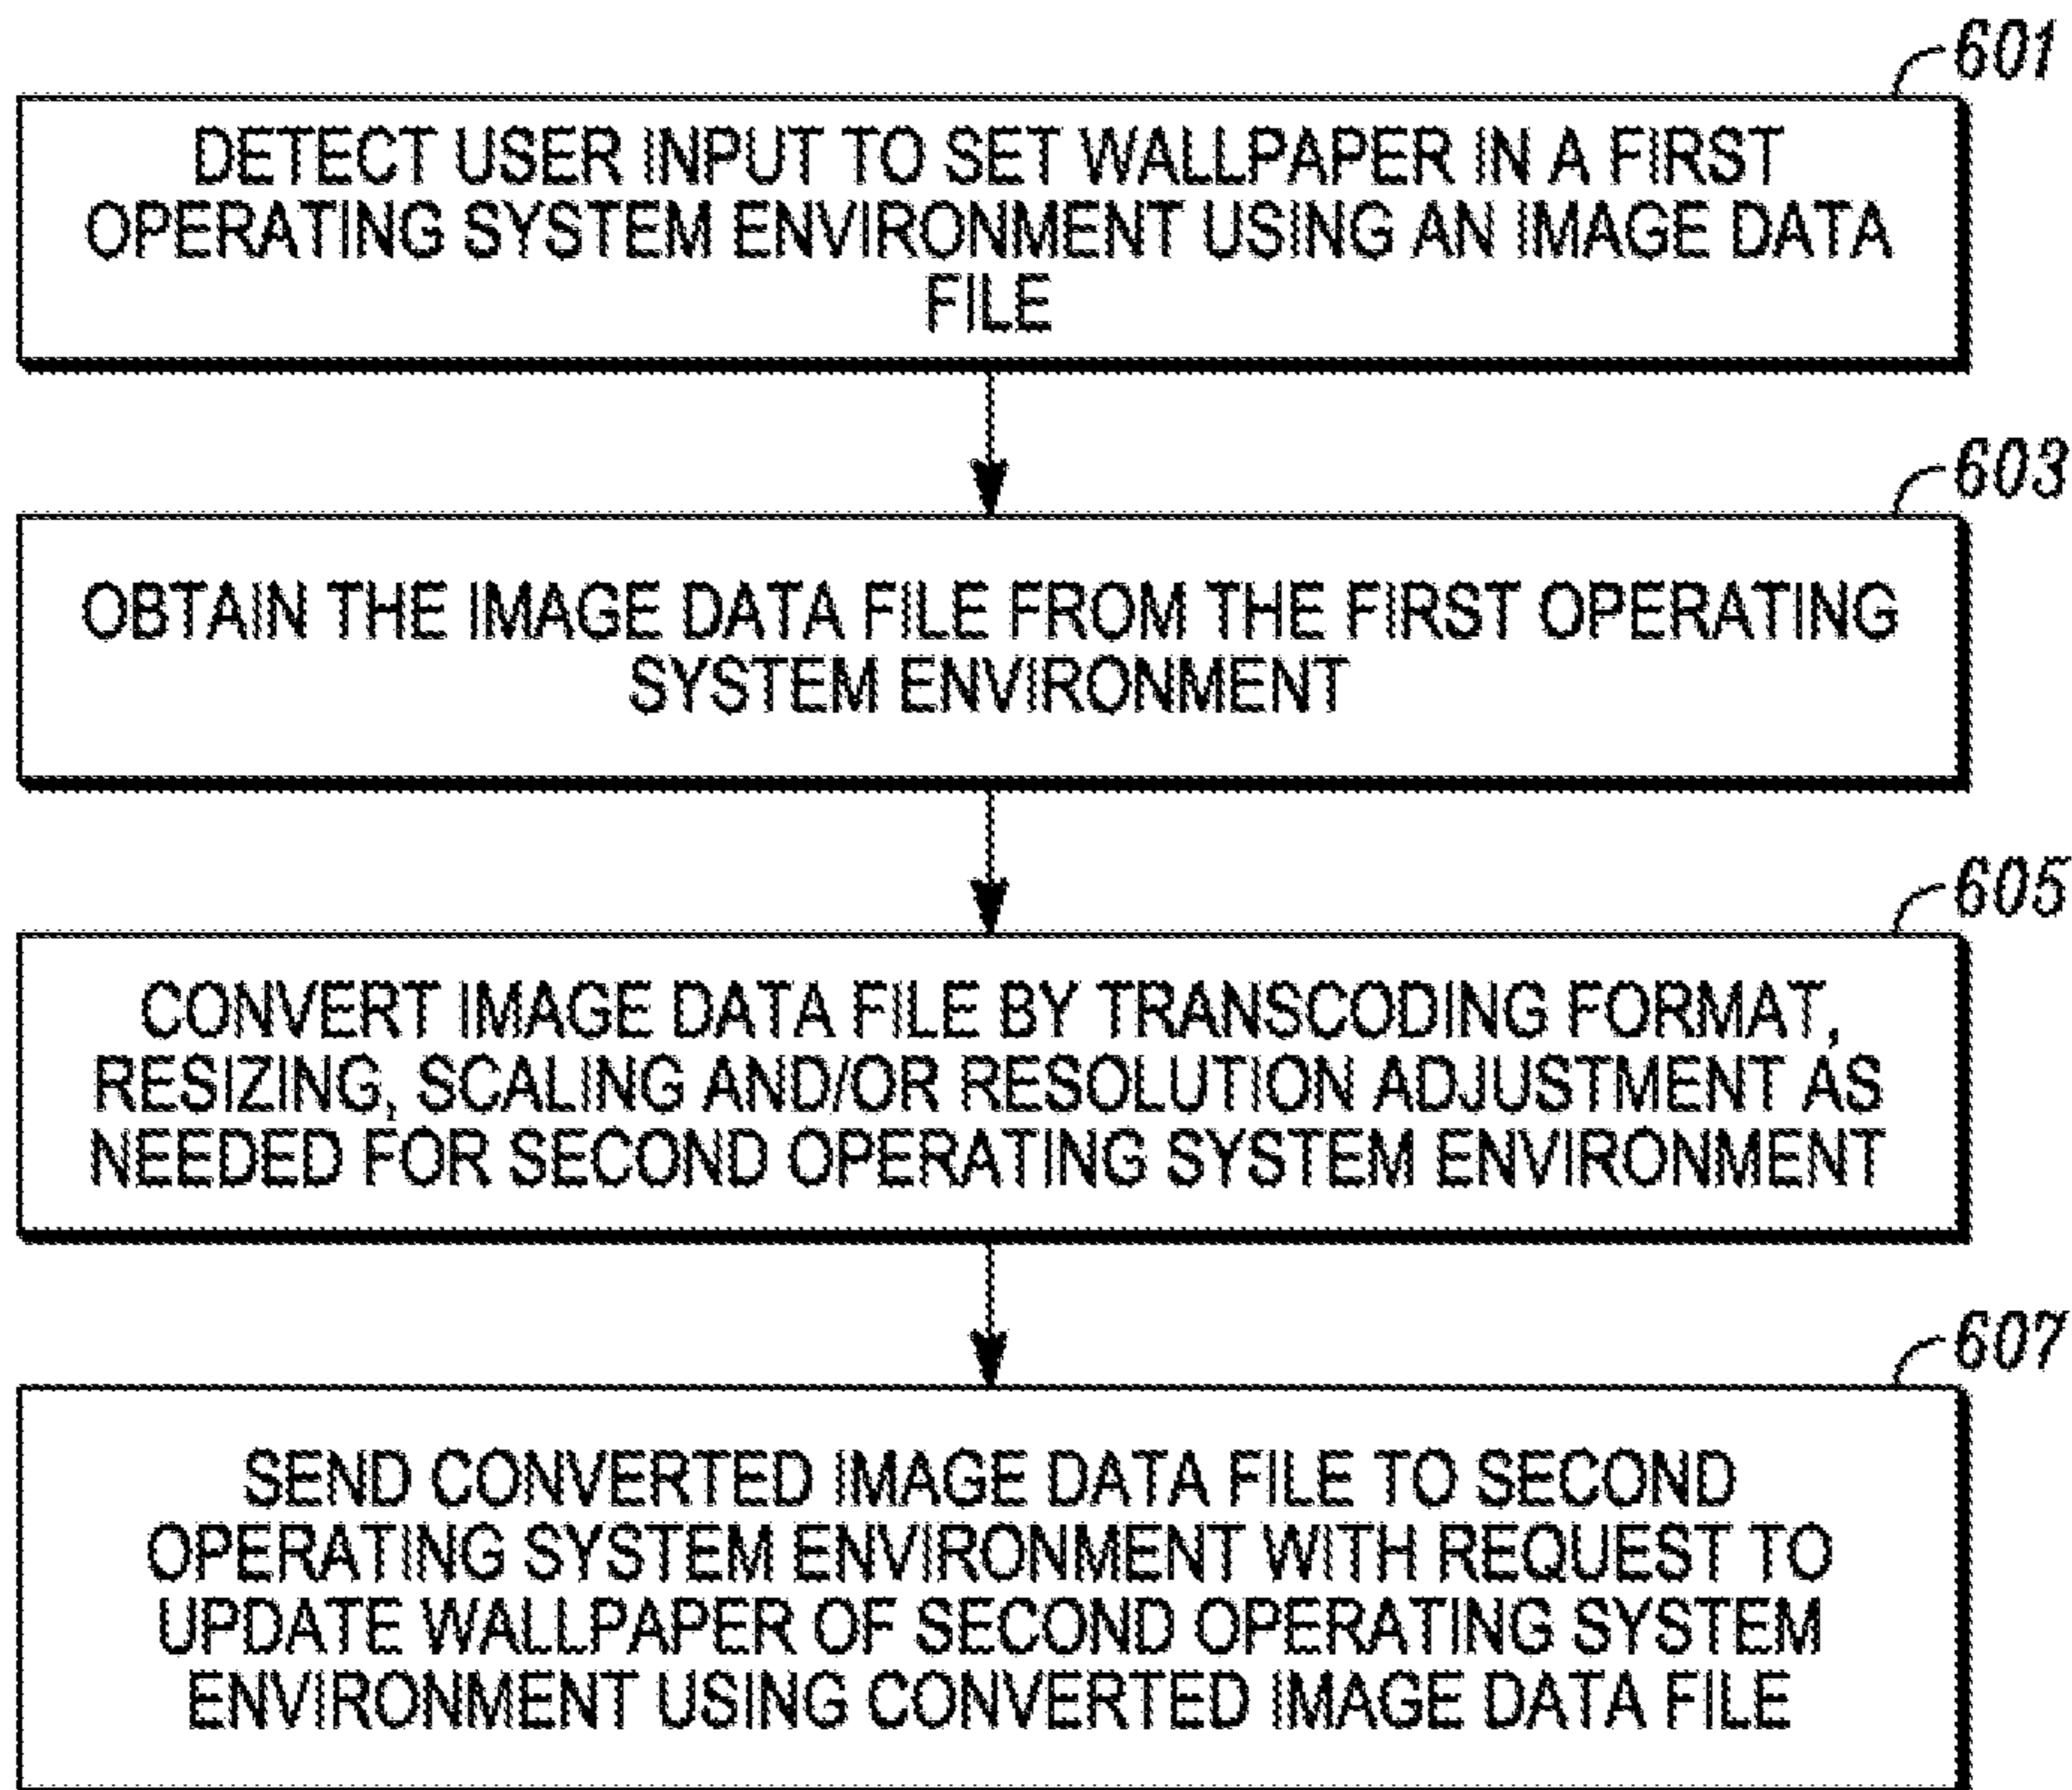 601
DETECT USER INPUT TO SET WALLPAPER IN A FIRST
OPERATING SYSTEM ENVIRONMENT USING AN IMAGE DATA
FILE
603
OBTAIN THE IMAGE DATA FILE FROM THE FIRST OPERATING
SYSTEM ENVIRONMENT
605
CONVERT IMAGE DATA FILE BY TRANSCODING FORMAT,
RESIZING, SCALING AND/OR RESOLUTION ADJUSTMENT AS
NEEDED FOR SECOND OPERATING SYSTEM ENVIRONMENT
607
SEND CONVERTED IMAGE DATA FILE TO SECOND
OPERATING SYSTEM ENVIRONMENT WITH REQUEST TO
UPDATE WALLPAPER OF SECOND OPERATING SYSTEM
ENVIRONMENT USING CONVERTED IMAGE DATA FILE